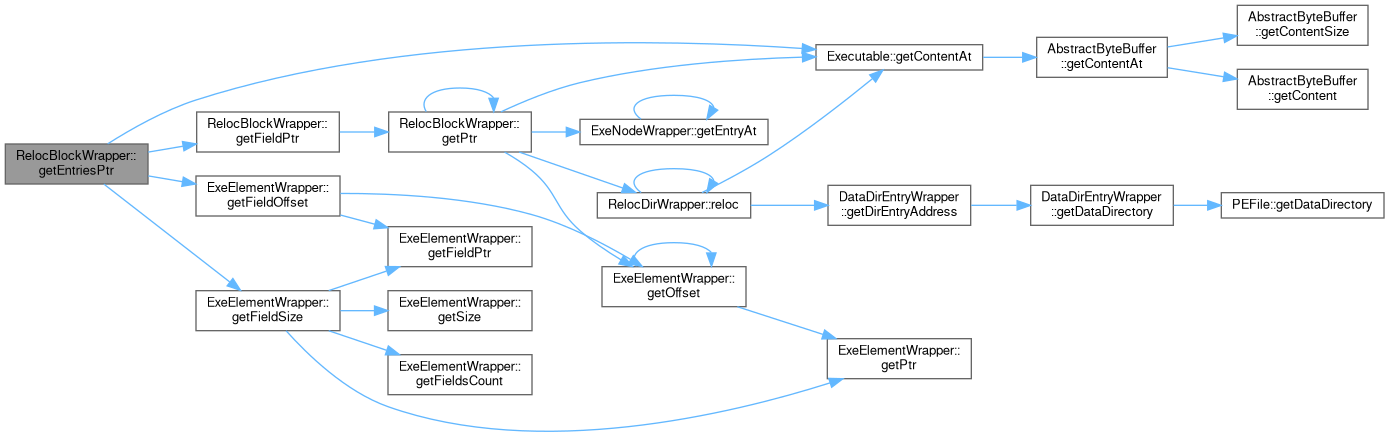 RelocBlockWrapper::
getEntriesPtr
RelocBlockWrapper::
getFieldPtr
ExeElementWrapper::
getFieldOffset
ExeElementWrapper::
getFieldSize
RelocBlockWrapper::
getPtr
ExeElementWrapper::
getFieldPtr
ExeElementWrapper::
getSize
ExeElementWrapper::
getFieldsCount
ExeNodeWrapper::getEntryAt
RelocDirWrapper::reloc
ExeElementWrapper::
getOffset
Executable::getContentAt
DataDirEntryWrapper
::getDirEntryAddress
ExeElementWrapper::
getPtr
AbstractByteBuffer
::getContentAt
DataDirEntryWrapper
::getDataDirectory
AbstractByteBuffer
::getContentSize
AbstractByteBuffer
::getContent
PEFile::getDataDirectory